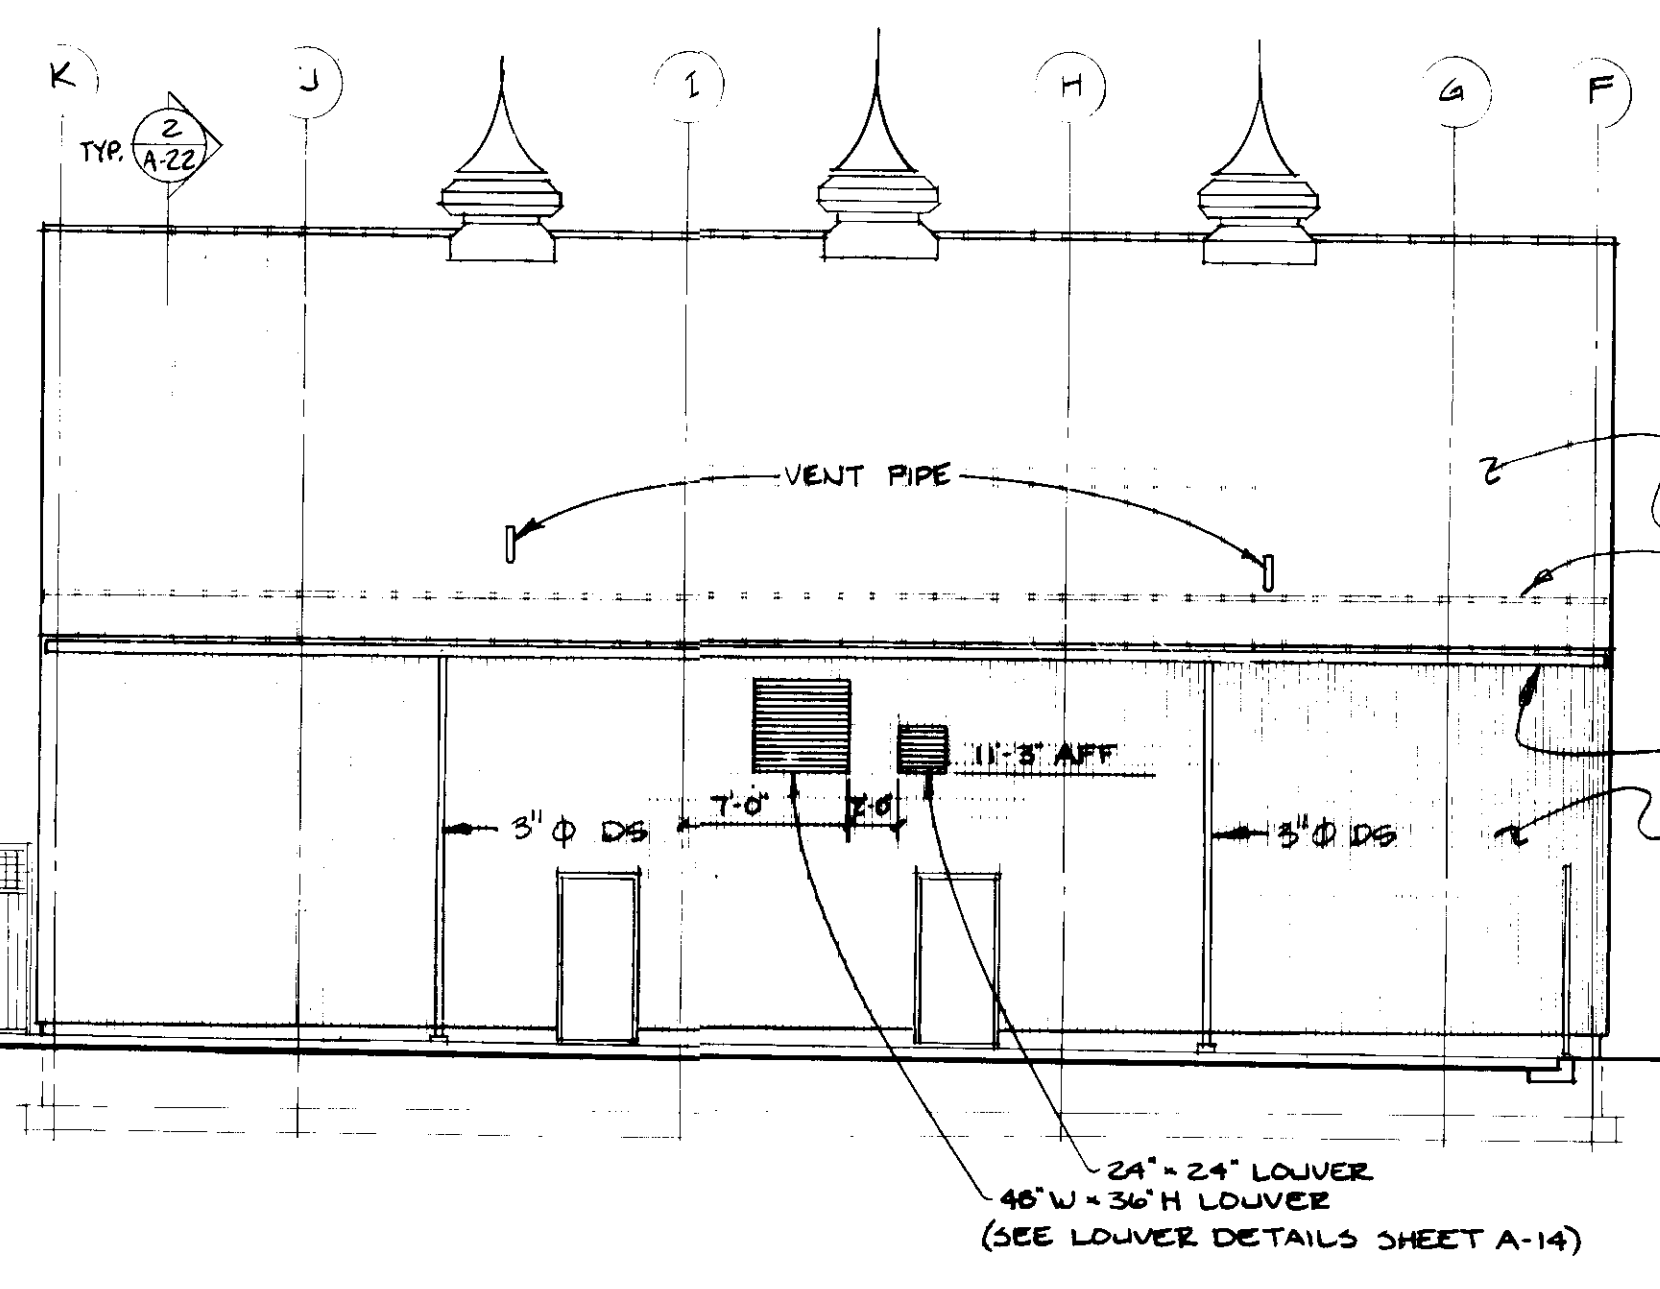 K J I H G F
2
TYP. A-22
VENT PIPE
11'-3" AFF
7'-0" 2'-0"
3" Φ DS 3" Φ DS
24" x 24" LOUVER
48" W x 36" H LOUVER
(SEE LOUVER DETAILS SHEET A-14)